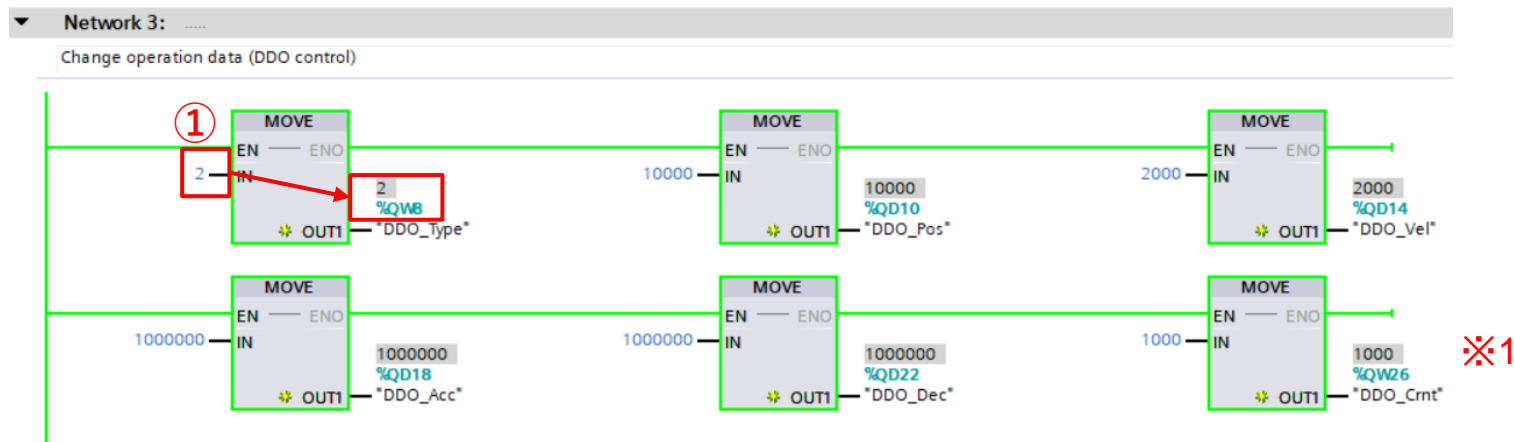 Network 3: .....
Change operation data (DDO control)
①
MOVE MOVE MOVE
EN ENO EN ENO EN ENO
2 IN 10000 IN 2000 IN
2 10000 2000
%QW8 %QD10 %QD14
OUT1 "DDO_Type" OUT1 "DDO_Pos" OUT1 "DDO_Vel"
MOVE MOVE MOVE
EN ENO EN ENO EN ENO
1000000 IN 1000000 IN 1000 IN
1000000 1000000 1000 ※1
%QD18 %QD22 %QW26
OUT1 "DDO_Acc" OUT1 "DDO_Dec" OUT1 "DDO_Crnt"